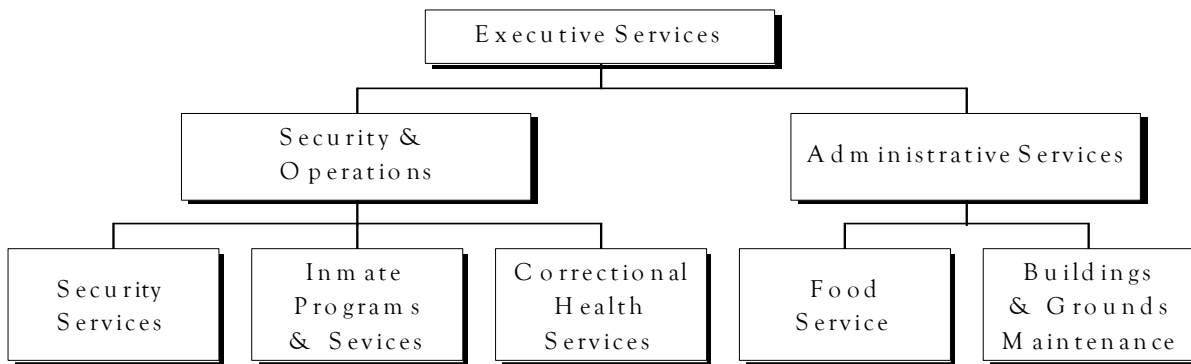 Executive Services
Security &
Operations
Administrative Services
Security
Services
Inmate
Programs
& Sevices
Correctional
Health
Services
Food
Service
Buildings
& Grounds
Maintenance